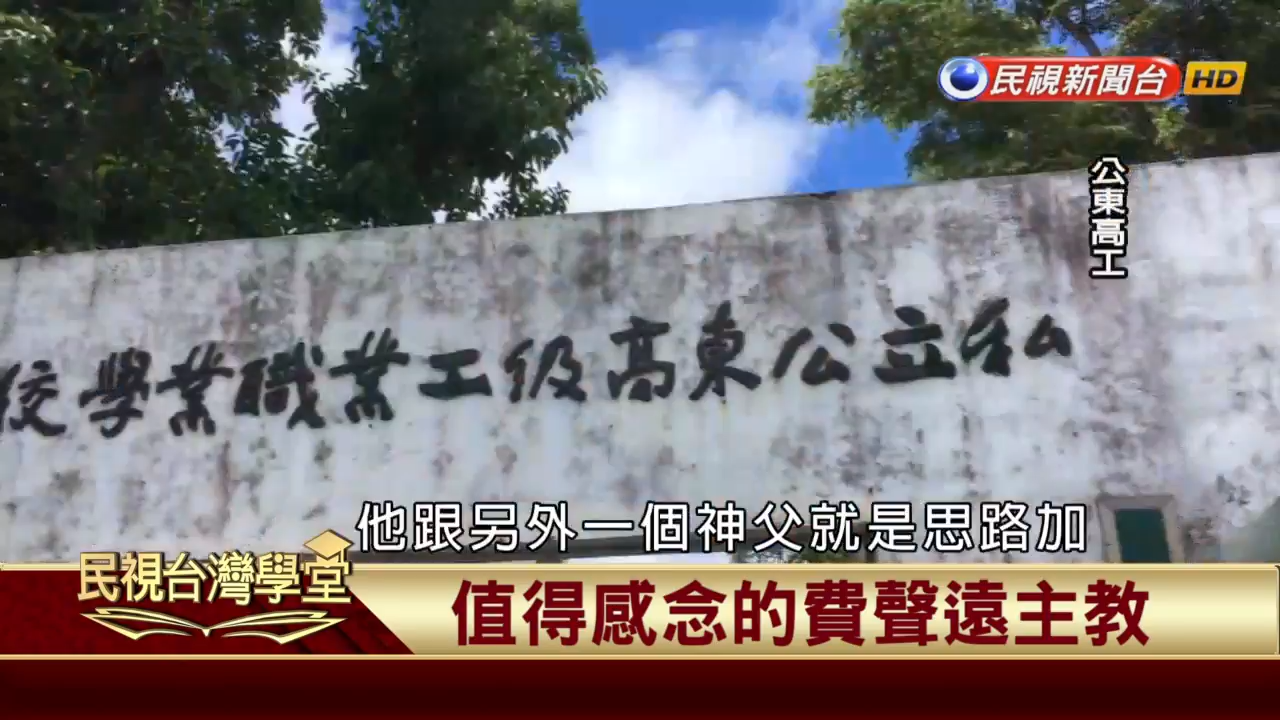 民視新聞台 HD
公東高工
私立公東高級工業職業學校
他跟另外一個神父就是思路加
民視台灣學堂
值得感念的費聲遠主教